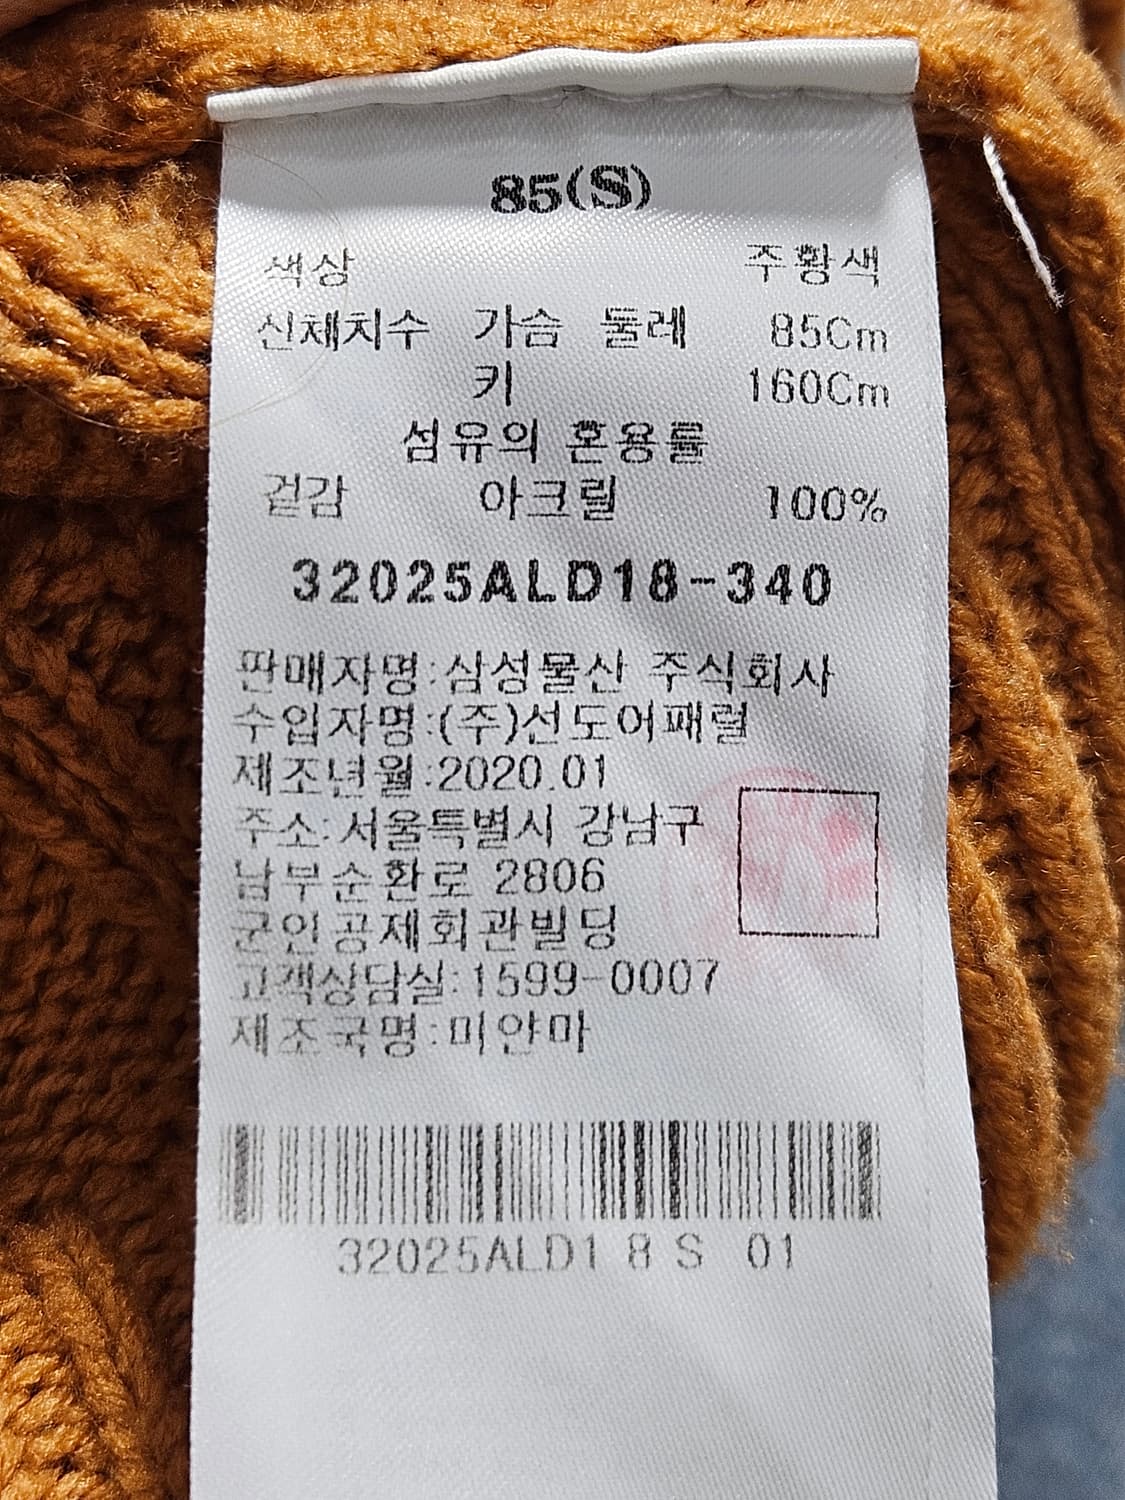 85(S)
색상 주황색
신체치수 가슴 둘레 85Cm
키 160Cm
섬유의 혼용률
겉감 아크릴 100%
32025ALD18-340
판매자명:삼성물산 주식회사
수입자명:(주)선도어패럴
제조년월:2020.01
주소:서울특별시 강남구
남부순환로 2806
군인공제회관빌딩
고객상담실:1599-0007
제조국명:미얀마
32025ALD1 8 S 01